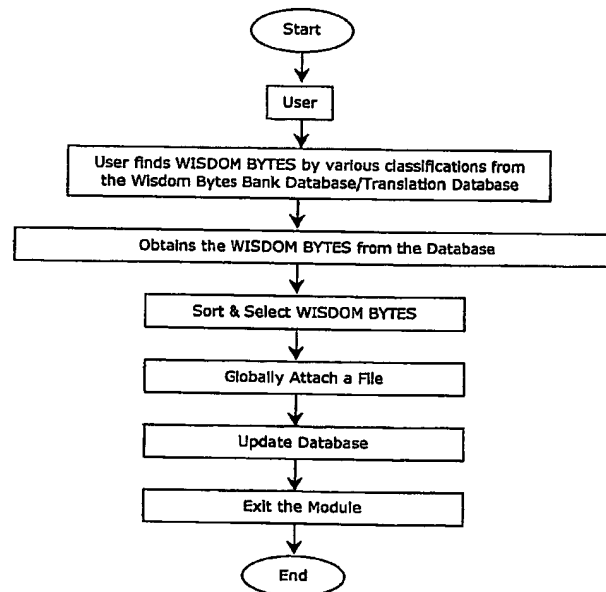 Start
User
User finds WISDOM BYTES by various classifications from
the Wisdom Bytes Bank Database/Translation Database
Obtains the WISDOM BYTES from the Database
Sort & Select WISDOM BYTES
Globally Attach a File
Update Database
Exit the Module
End